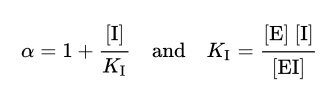 α = 1 + [I]/K_I and K_I = [E] [I]/[EI]